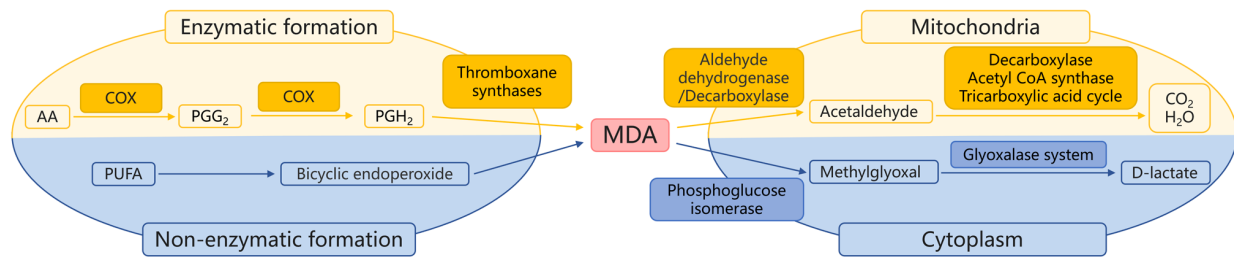 Enzymatic formation
COX
COX
Thromboxane
synthases
AA
PGG₂
PGH₂
PUFA
Bicyclic endoperoxide
Non-enzymatic formation
MDA
Mitochondria
Aldehyde
dehydrogenase
/Decarboxylase
Decarboxylase
Acetyl CoA synthase
Tricarboxylic acid cycle
Acetaldehyde
CO₂
H₂O
Glyoxalase system
Methylglyoxal
D-lactate
Phosphoglucose
isomerase
Cytoplasm